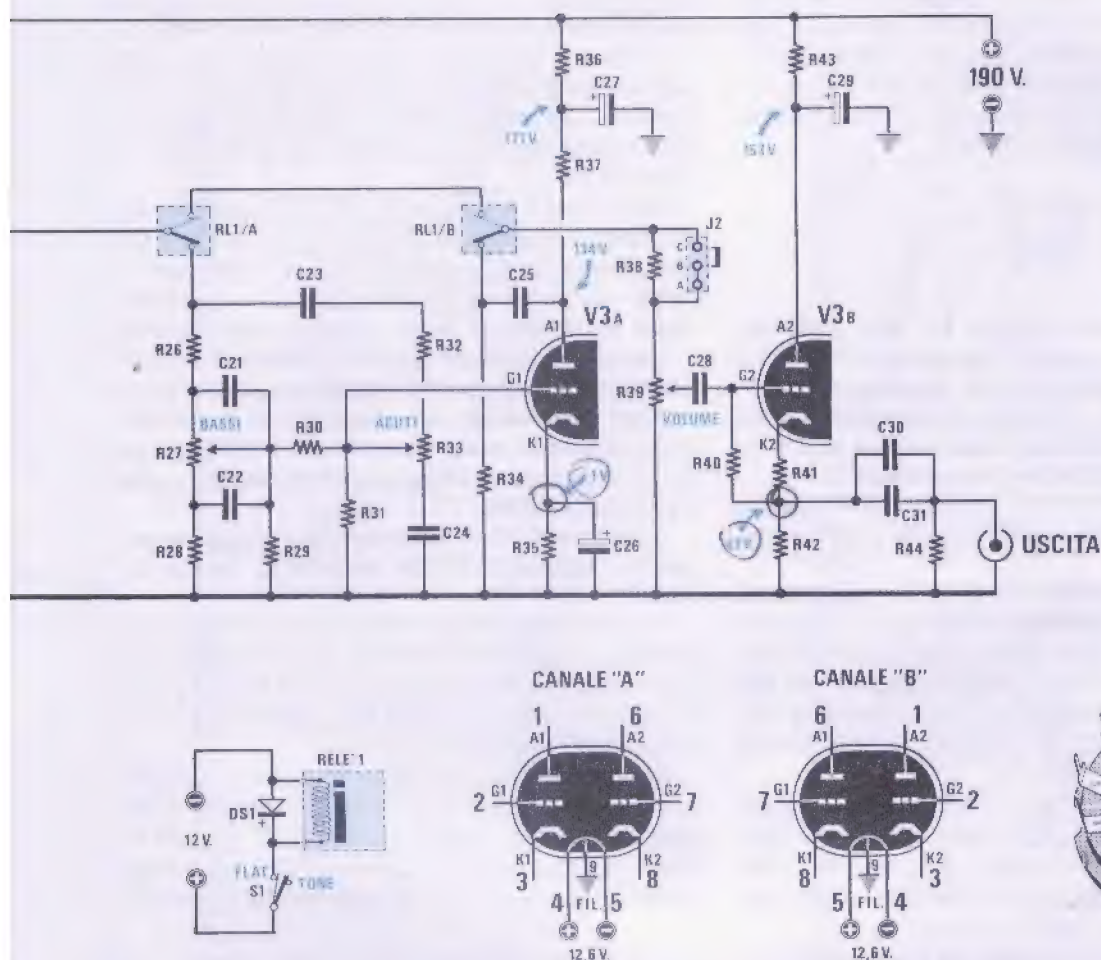 R36
R43
C27
C29
190 V.
171V
R37
RL1/A
RL1/B
J2
C
B
A
C23
C25
R38
V3A
V3B
A1
A2
R26
R32
C21
G1
C28
G2
R39
BASSI
R30
ACUTI
VOLUME
R27
R33
K1
K2
C30
C22
R34
R40
R41
1V
R31
C31
R28
R29
C24
R35
C26
R42
R44
USCITA
CANALE "A"
CANALE "B"
1 6
A1 A2
6 1
A1 A2
RELE' 1
2 G1 G2 7
7 G1 G2 2
DS1
12 V.
K1 9 K2
3 8
K1 9 K2
8 3
FLAT
S1
TONE
4 FIL. 5
5 FIL. 4
12,6 V.
12,6 V.